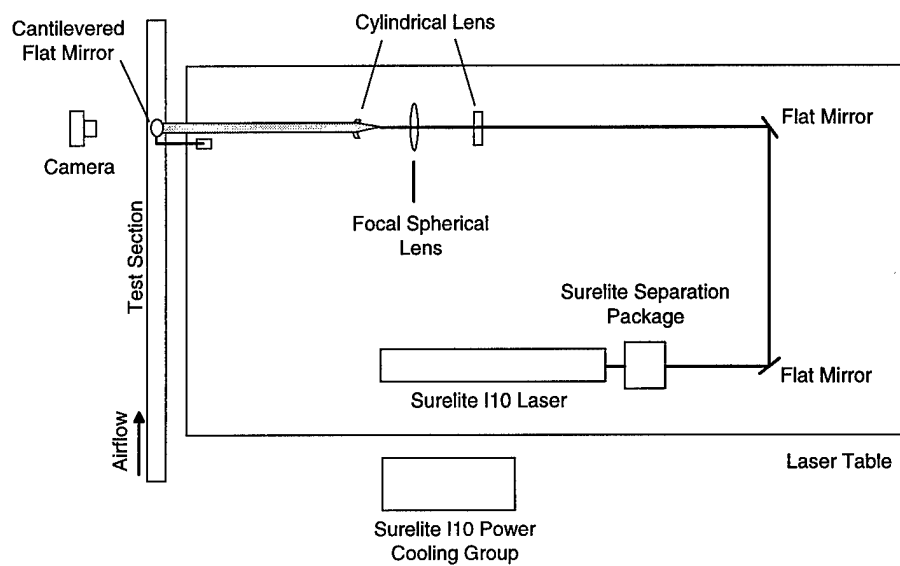 Cantilevered
Flat Mirror
Cylindrical Lens
Flat Mirror
Camera
Focal Spherical
Lens
Test Section
Surelite Separation
Package
Flat Mirror
Surelite I10 Laser
Airflow
Laser Table
Surelite I10 Power
Cooling Group